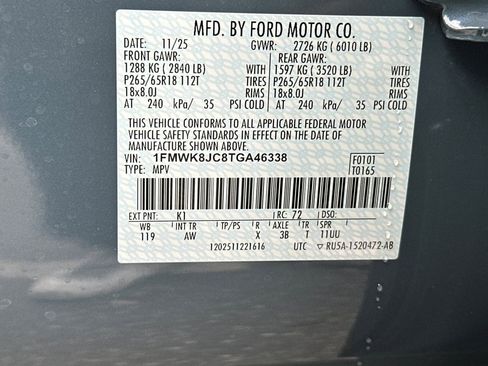 MFD. BY FORD MOTOR CO.
DATE: 11/25 GVWR: 2726 KG ( 6010 LB)
FRONT GAWR: REAR GAWR:
1288 KG ( 2840 LB) 1597 KG ( 3520 LB)
P265/65R18 112T TIRES P265/65R18 112T TIRES
18x8.0J RIMS 18x8.0J RIMS
AT 240 kPa/ 35 PSI COLD AT 240 kPa/ 35 PSI COLD
THIS VEHICLE CONFORMS TO ALL APPLICABLE FEDERAL MOTOR
VEHICLE SAFETY STANDARDS IN EFFECT ON THE DATE OF
MANUFACTURE SHOWN ABOVE.
VIN: 1FMWK8JC8TGA46338 F0101
TYPE: MPV T0165
EXT PNT: K1 RC: 72
WB INT TR TP/PS R AXLE TR SPR
119 AW X 3B T 11UU
1202511221616 UTC RU5A-1520472-AB